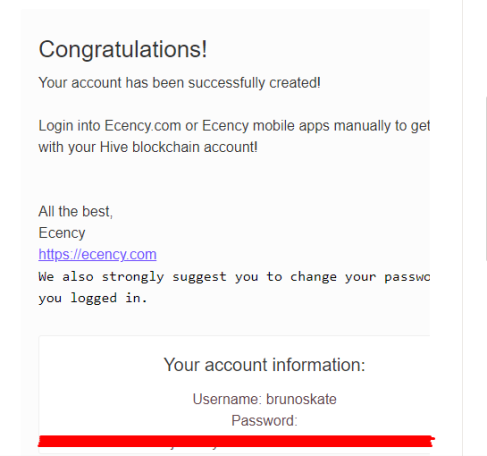 Congratulations!
Your account has been successfully created!
Login into Ecency.com or Ecency mobile apps manually to get
with your Hive blockchain account!
All the best,
Ecency
https://ecency.com
We also strongly suggest you to change your passwo
you logged in.
Your account information:
Username: brunoskate
Password: